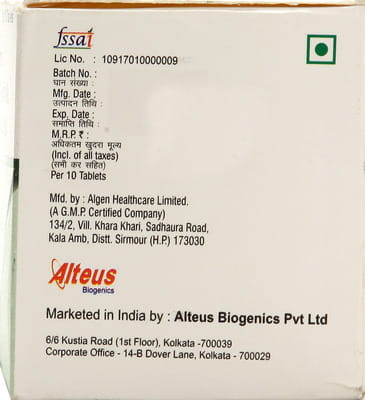 fssai
Lic No. : 10917010000009
Batch No. :
घान संख्या :
Mfg. Date :
उत्पादन तिथि :
Exp. Date :
समाप्ति तिथि :
M.R.P. ₹ :
अधिकतम खुदरा मूल्य
(Incl. of all taxes)
(सभी कर सहित)
Per 10 Tablets
Mfd. by : Algen Healthcare Limited.
(A G.M.P. Certified Company)
134/2, Vill. Khara Khari, Sadhaura Road,
Kala Amb, Distt. Sirmour (H.P.) 173030
Alteus
Biogenics
Marketed in India by : Alteus Biogenics Pvt Ltd
6/6 Kustia Road (1st Floor), Kolkata -700039
Corporate Office - 14-B Dover Lane, Kolkata - 700029